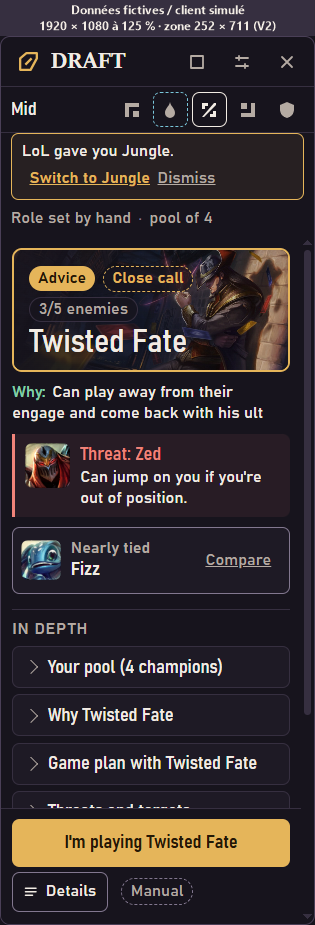 Données fictives / client simulé
1920 × 1080 à 125 % · zone 252 × 711 (V2)
DRAFT
Mid
LoL gave you Jungle.
Switch to Jungle Dismiss
Role set by hand · pool of 4
Advice Close call
3/5 enemies
Twisted Fate
Why: Can play away from their
engage and come back with his ult
Threat: Zed
Can jump on you if you're
out of position.
Nearly tied
Fizz
Compare
IN DEPTH
Your pool (4 champions)
Why Twisted Fate
Game plan with Twisted Fate
Threats and targets
I'm playing Twisted Fate
Details Manual